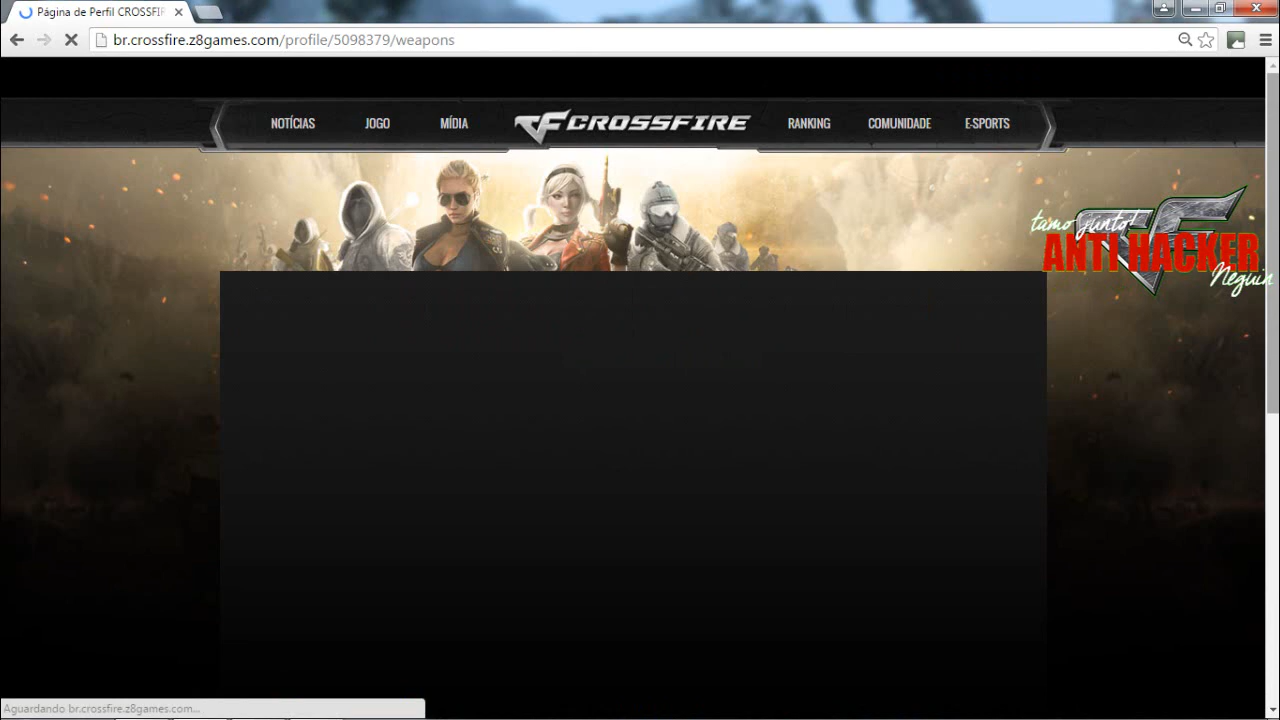 Página de Perfil CROSSFIR
br.crossfire.z8games.com/profile/5098379/weapons
NOTÍCIAS JOGO MÍDIA CROSSFIRE RANKING COMUNIDADE E-SPORTS
tamo junto!
ANTI HACKER
Neguin
Aguardando br.crossfire.z8games.com...